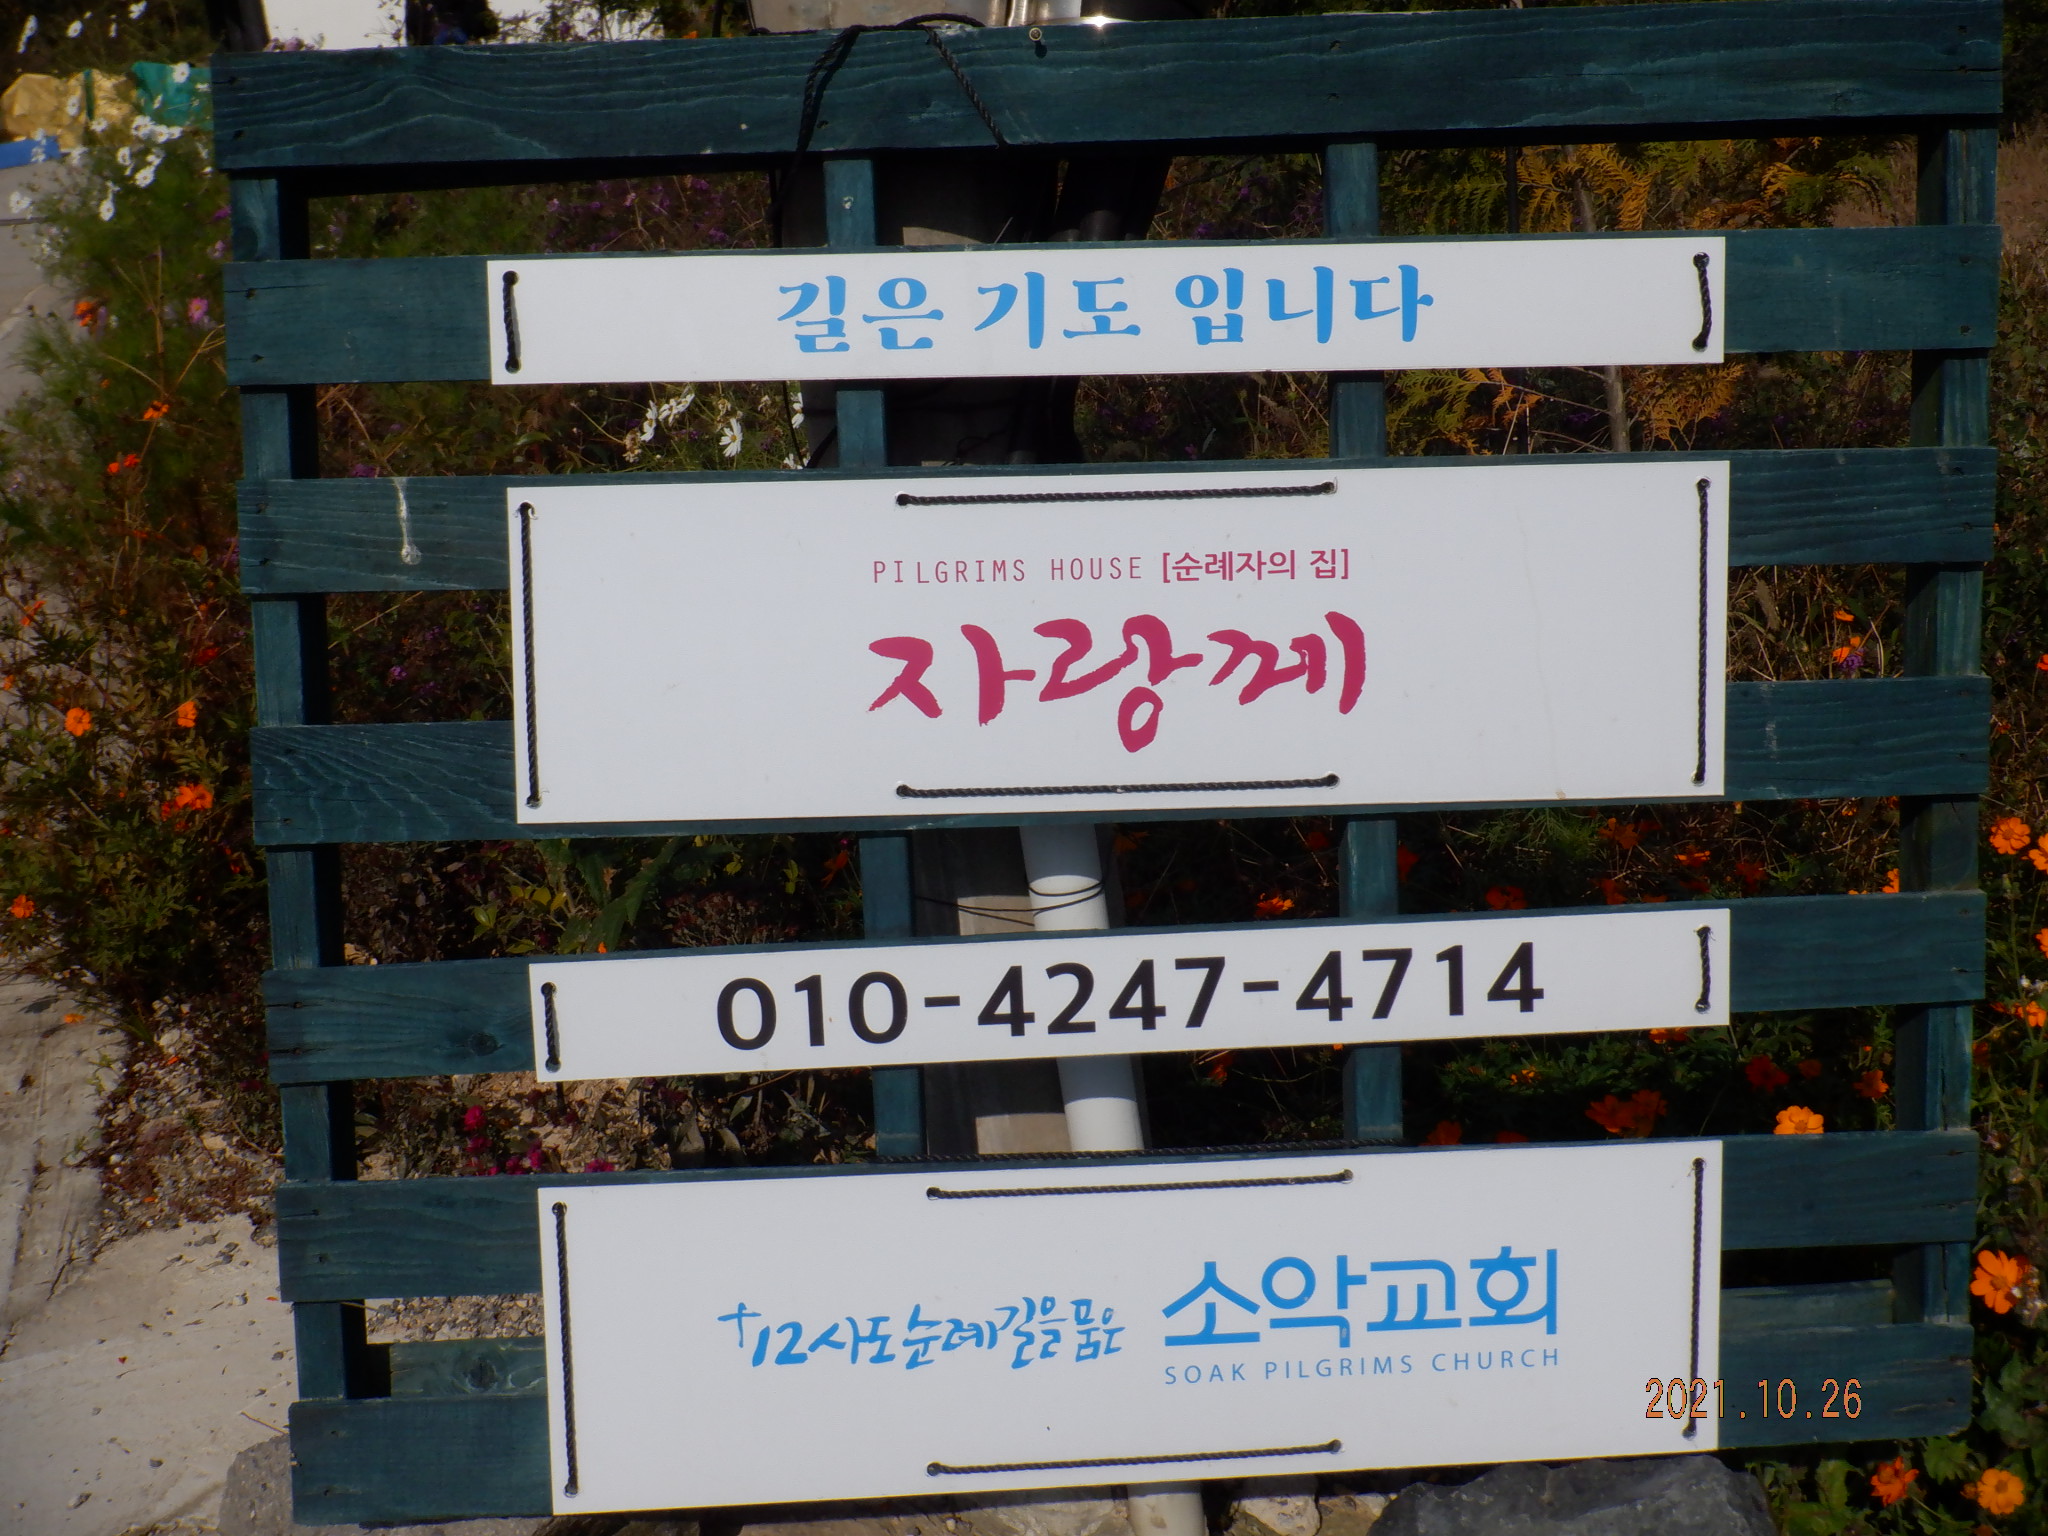 길은 기도 입니다
PILGRIMS HOUSE [순례자의 집]
자랑께
010-4247-4714
+12사도순례길을품은 소악교회
SOAK PILGRIMS CHURCH
2021.10.26